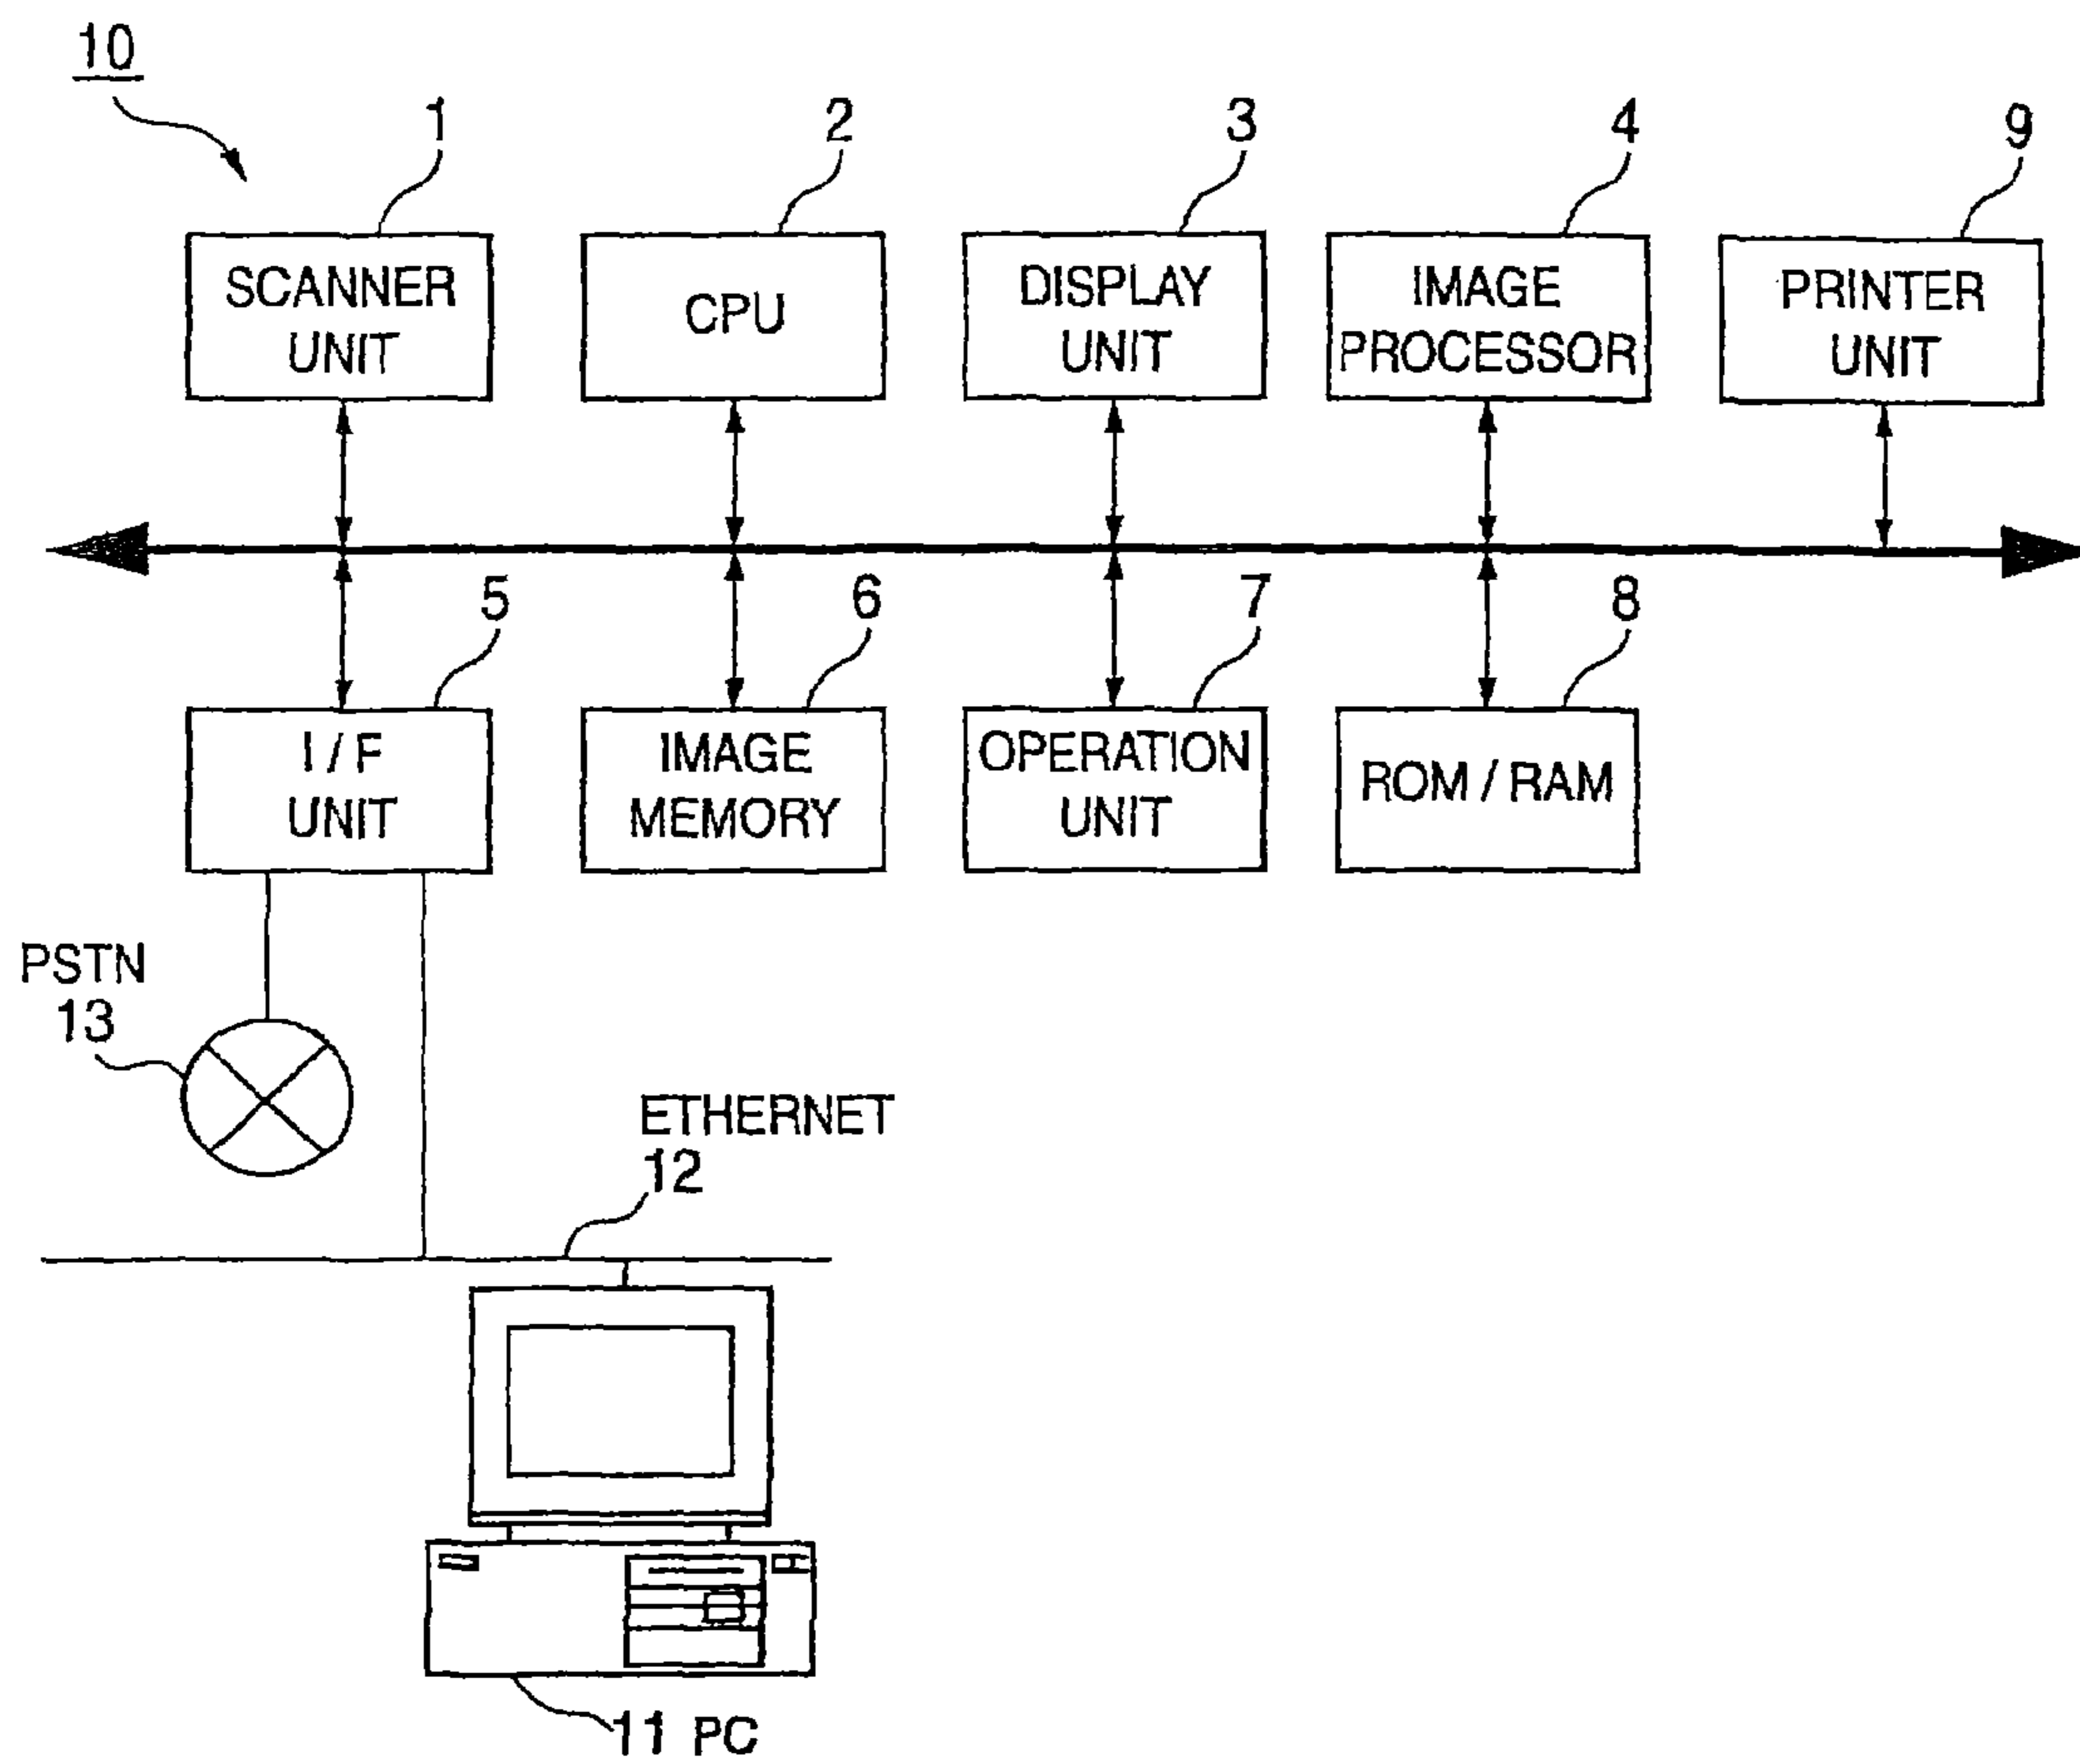 10
1
2
3
4
9
SCANNER
UNIT
CPU
DISPLAY
UNIT
IMAGE
PROCESSOR
PRINTER
UNIT
5
6
7
8
I / F
UNIT
IMAGE
MEMORY
OPERATION
UNIT
ROM / RAM
PSTN
13
ETHERNET
12
11 PC